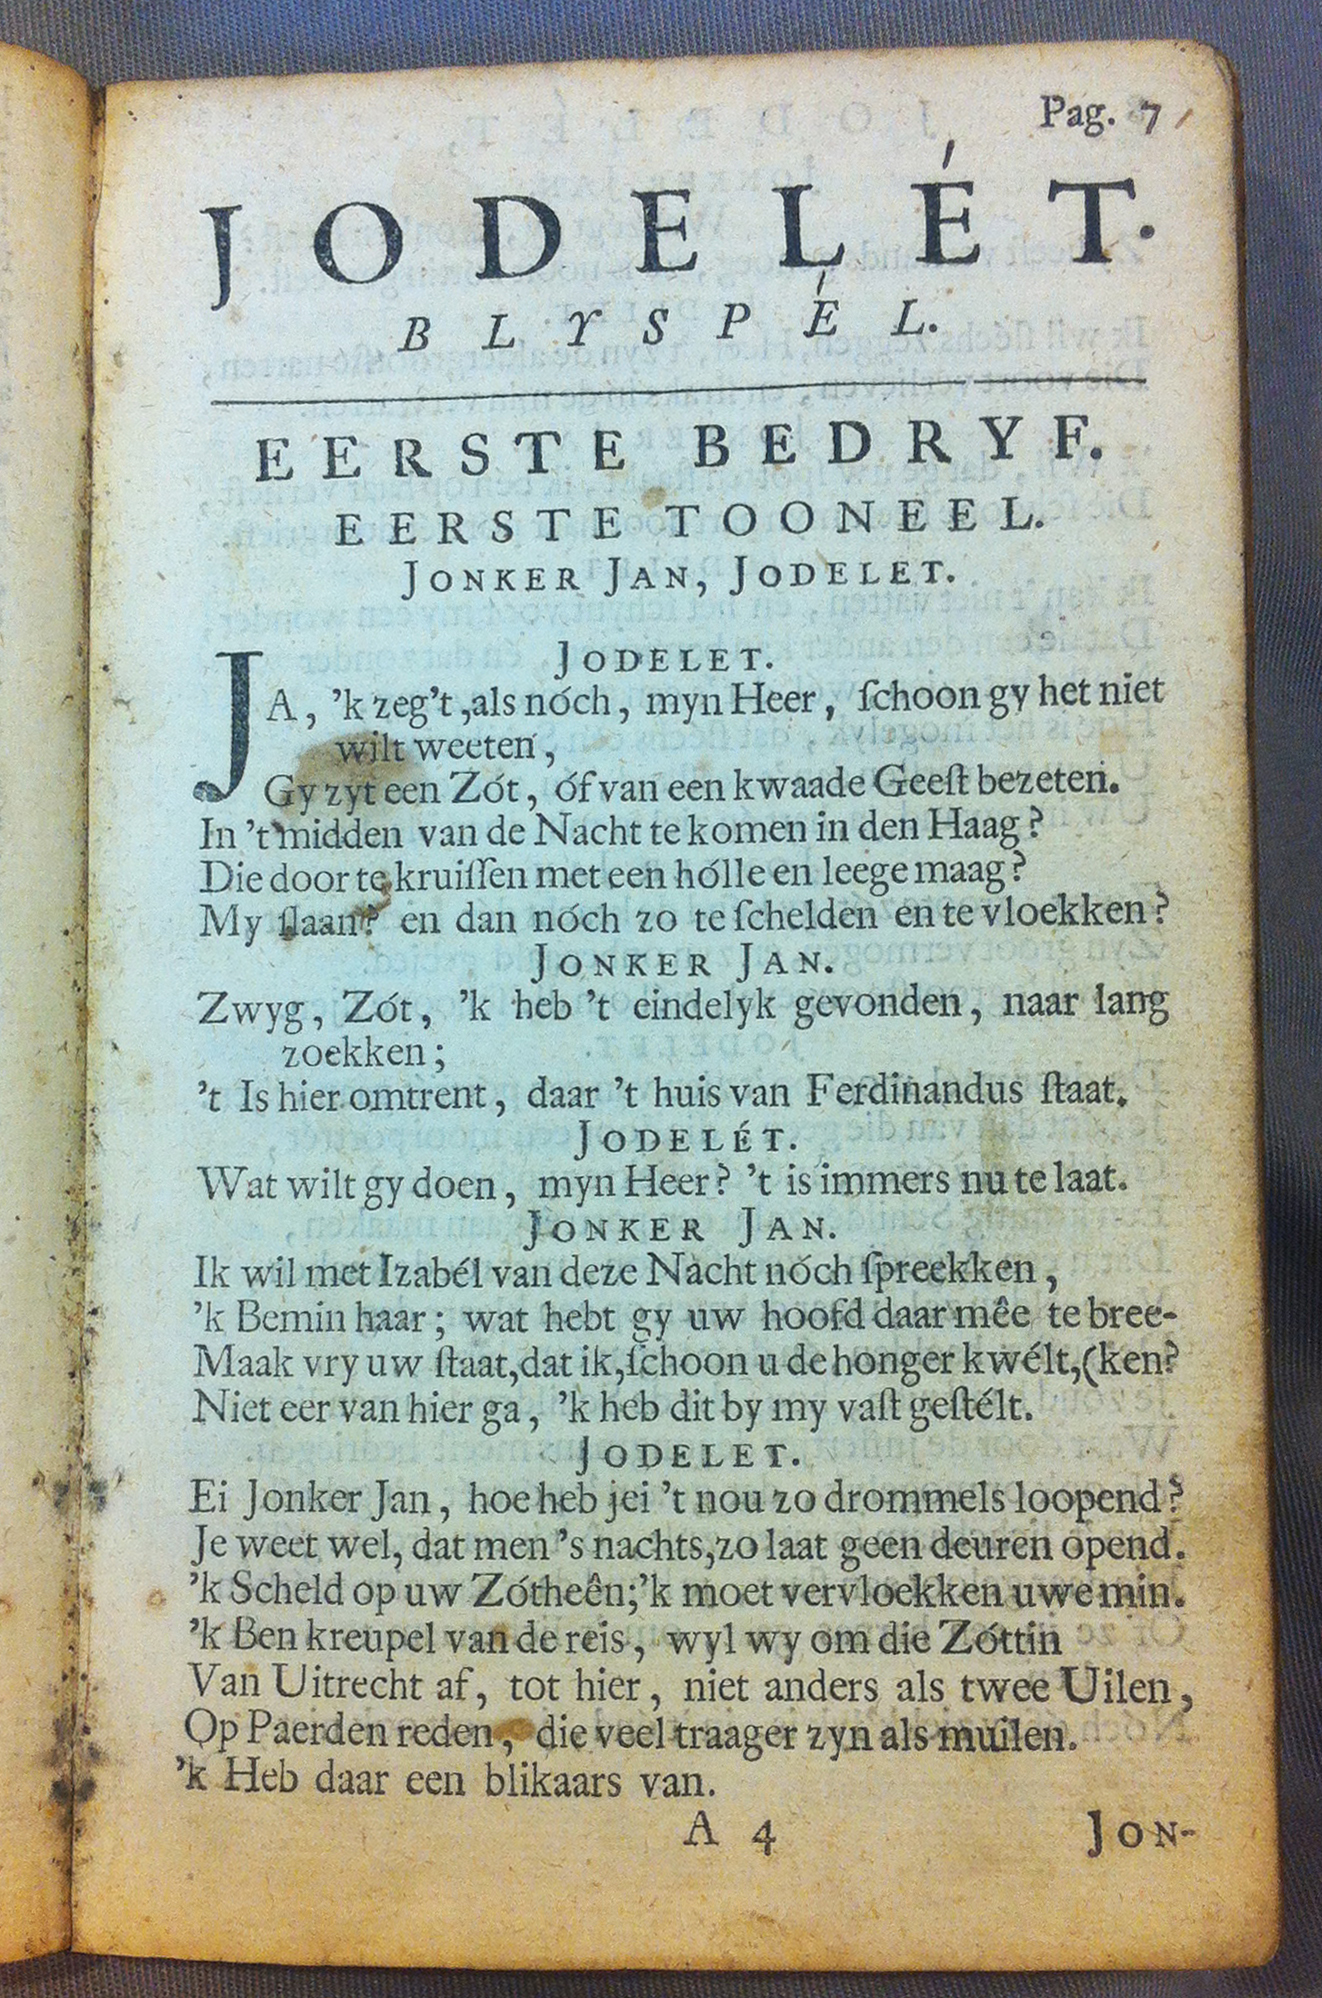 Pag. 7
JODELÉT.
BLYSPÉL.
EERSTE BEDRYF.
EERSTE TOONEEL.
JONKER JAN, JODELET.
JODELET.
JA, 'k zeg't, als nóch, myn Heer, ſchoon gy het niet
wilt weeten,
Gy zyt een Zót, óf van een kwaade Geeſt bezeten.
In 't midden van de Nacht te komen in den Haag?
Die door te kruiſſen met een hólle en leege maag?
My ſlaan? en dan nóch zo te ſchelden en te vloekken?
JONKER JAN.
Zwyg, Zót, 'k heb 't eindelyk gevonden, naar lang
zoekken;
't Is hier omtrent, daar 't huis van Ferdinandus ſtaat.
JODELÉT.
Wat wilt gy doen, myn Heer? 't is immers nu te laat.
JONKER JAN.
Ik wil met Izabél van deze Nacht nóch ſpreekken,
'k Bemin haar; wat hebt gy uw hoofd daar mêe te bree-
Maak vry uw ſtaat, dat ik, ſchoon u de honger kwélt, (ken?
Niet eer van hier ga, 'k heb dit by my vaſt geſtélt.
JODELET.
Ei Jonker Jan, hoe heb jei 't nou zo drommels loopend?
Je weet wel, dat men 's nachts, zo laat geen deuren opend.
'k Scheld op uw Zótheên; 'k moet vervloekken uwe min.
'k Ben kreupel van de reis, wyl wy om die Zóttin
Van Uitrecht af, tot hier, niet anders als twee Uilen,
Op Paerden reden, die veel traager zyn als muilen.
'k Heb daar een blikaars van.
A 4 JON-